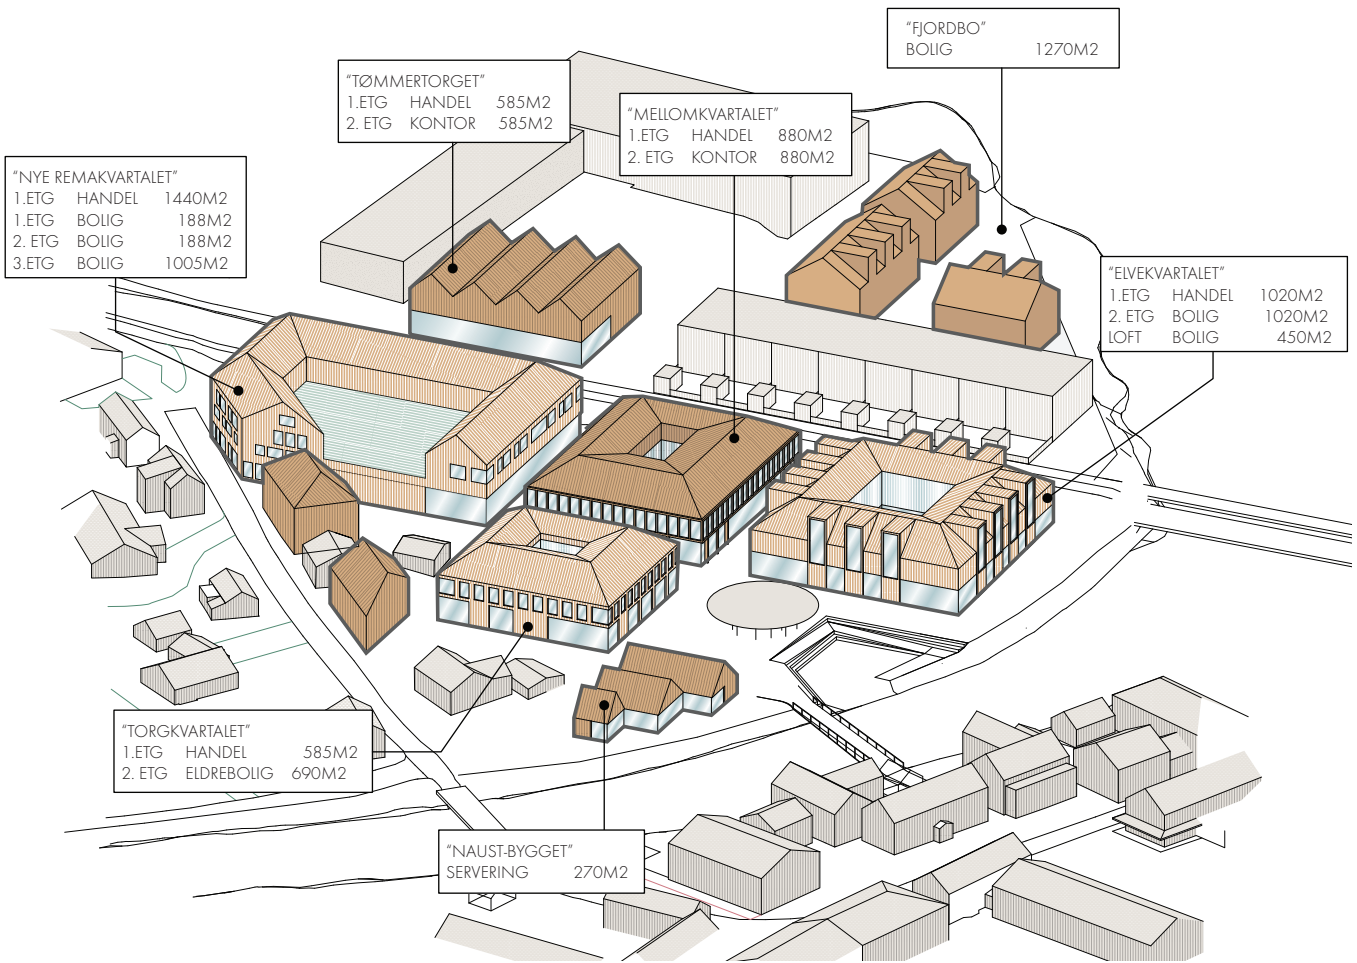 "FJORDBO"
BOLIG 1270M2
"TØMMERTORGET"
1.ETG HANDEL 585M2
2. ETG KONTOR 585M2
"MELLOMKVARTALET"
1.ETG HANDEL 880M2
2. ETG KONTOR 880M2
"NYE REMAKVARTALET"
1.ETG HANDEL 1440M2
1.ETG BOLIG 188M2
2. ETG BOLIG 188M2
3.ETG BOLIG 1005M2
"ELVEKVARTALET"
1.ETG HANDEL 1020M2
2. ETG BOLIG 1020M2
LOFT BOLIG 450M2
"TORGKVARTALET"
1.ETG HANDEL 585M2
2. ETG ELDREBOLIG 690M2
"NAUST-BYGGET"
SERVERING 270M2